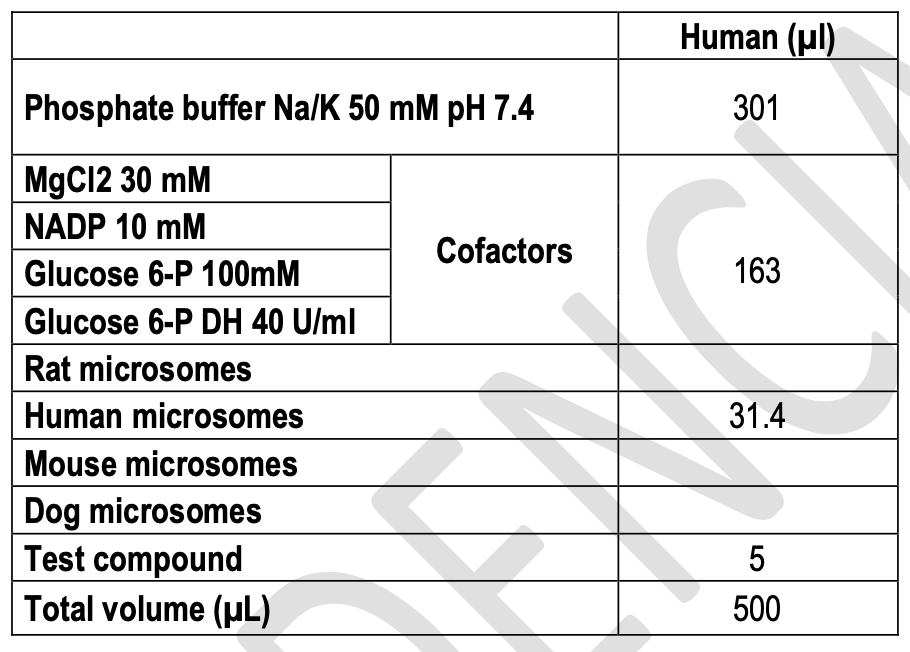 Human (µl)
Phosphate buffer Na/K 50 mM pH 7.4 301
MgCl2 30 mM
NADP 10 mM
Glucose 6-P 100mM
Glucose 6-P DH 40 U/ml
Cofactors 163
Rat microsomes
Human microsomes 31.4
Mouse microsomes
Dog microsomes
Test compound 5
Total volume (µL) 500
DENCIA